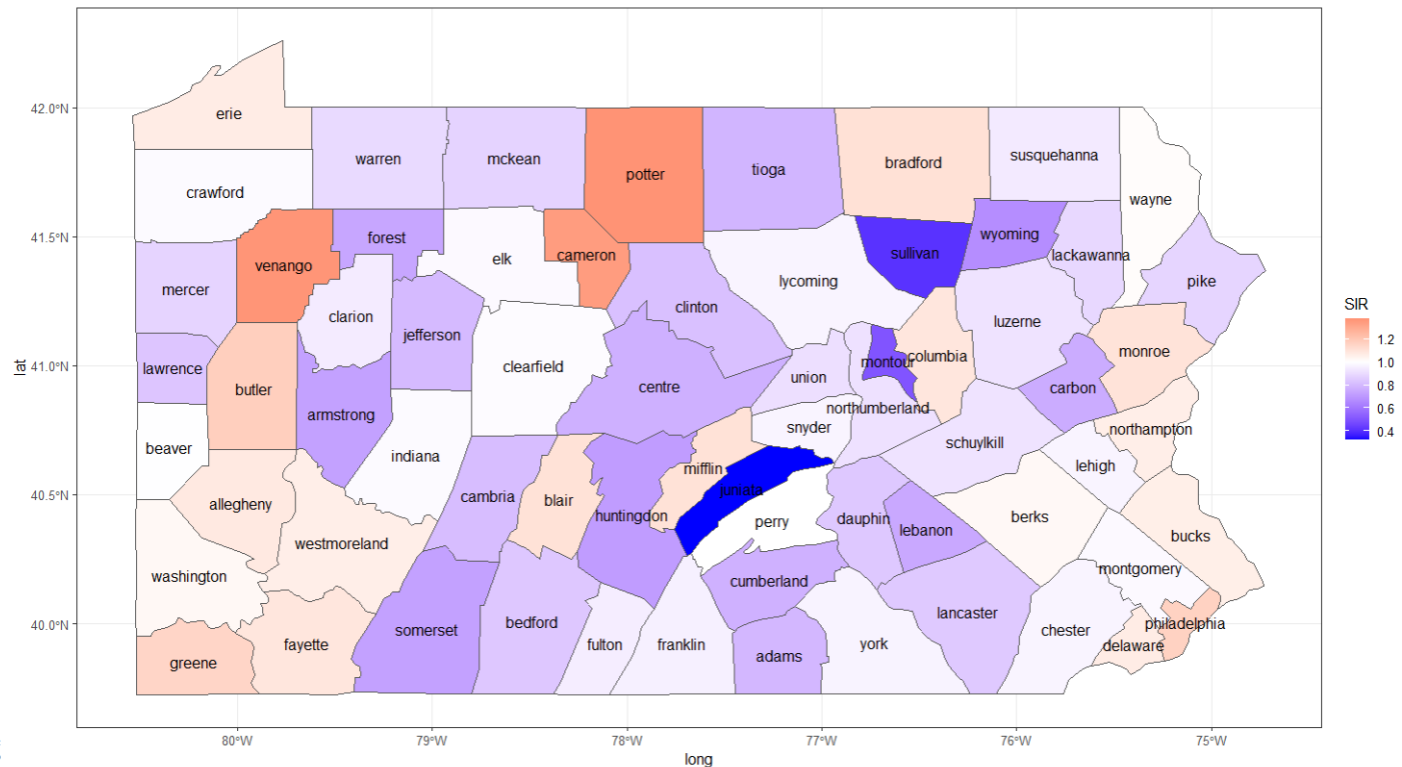 42.0°N
41.5°N
41.0°N
40.5°N
40.0°N
lat
erie
warren
mckean
potter
tioga
bradford
susquehanna
wayne
crawford
venango
forest
elk
cameron
sullivan
wyoming
lackawanna
pike
mercer
clarion
jefferson
clinton
lycoming
luzerne
lawrence
butler
armstrong
clearfield
centre
union
montour
columbia
carbon
monroe
beaver
indiana
snyder
northumberland
schuylkill
northampton
lehigh
allegheny
westmoreland
cambria
blair
huntingdon
mifflin
juniata
perry
dauphin
lebanon
berks
bucks
washington
montgomery
cumberland
greene
fayette
somerset
bedford
fulton
franklin
adams
york
lancaster
chester
delaware
philadelphia
80°W
79°W
78°W
77°W
76°W
75°W
long
SIR
1.2
1.0
0.8
0.6
0.4